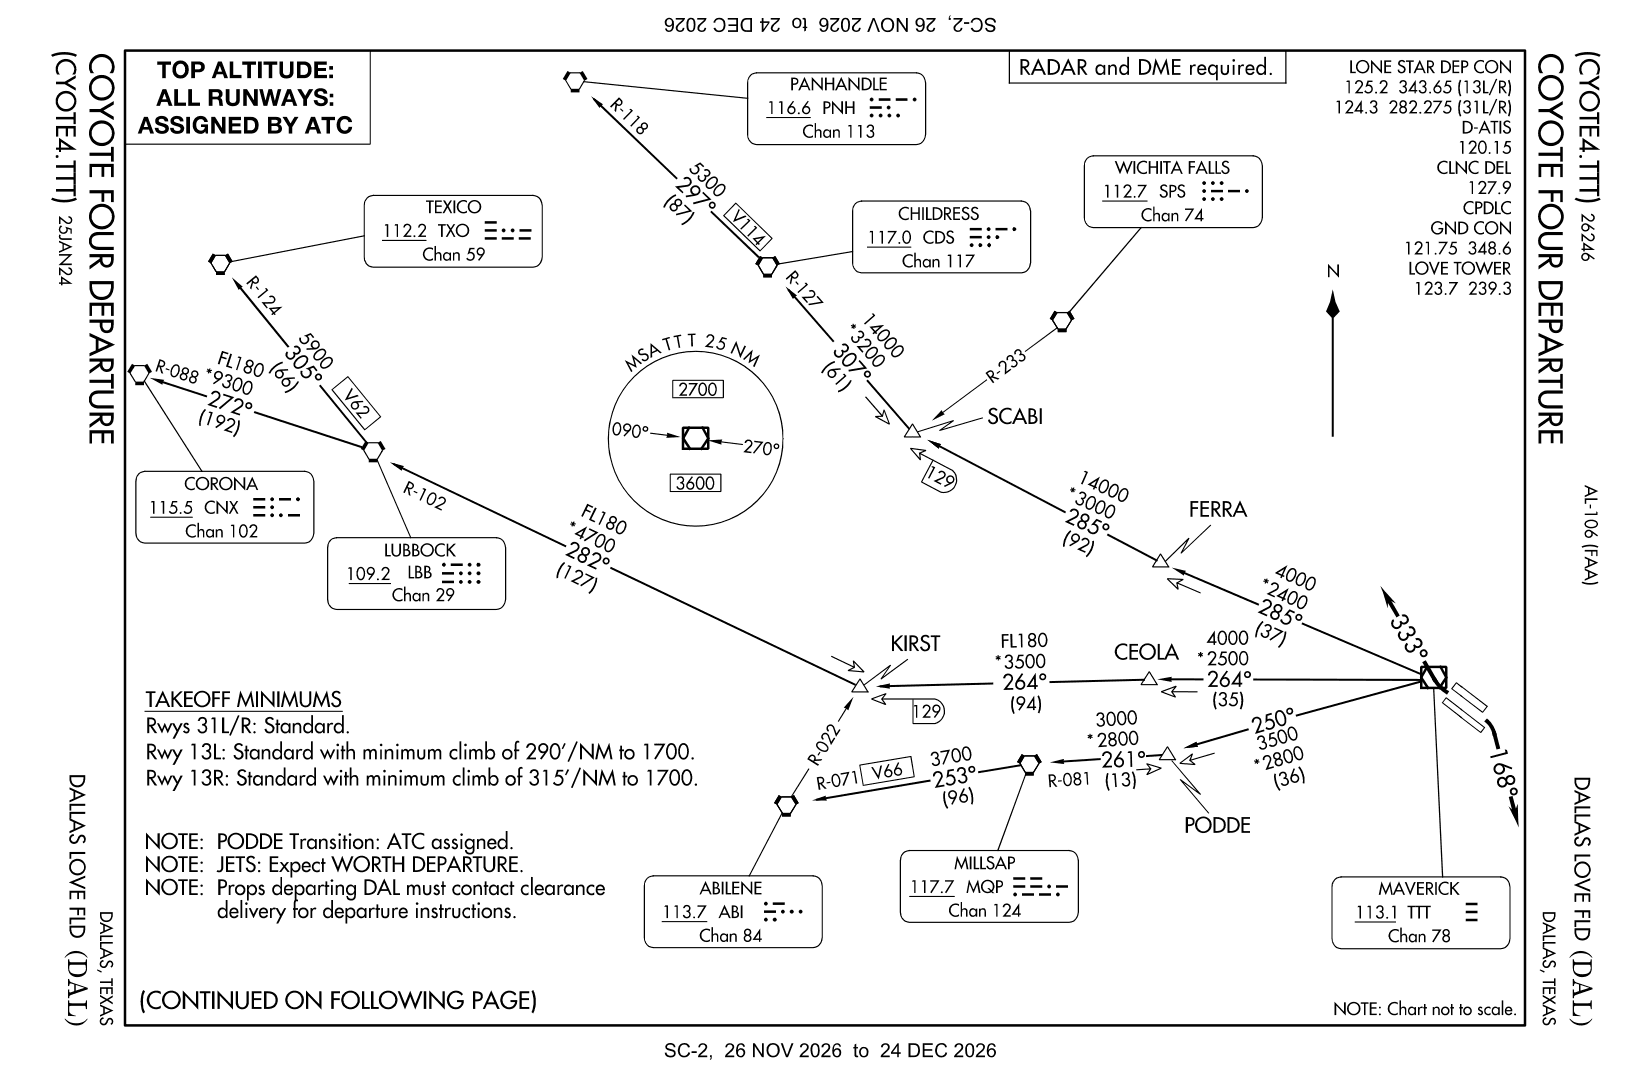 SC-2, 26 NOV 2026 to 24 DEC 2026
(CYOTE4.TTT) 25JAN24
COYOTE FOUR DEPARTURE
DALLAS LOVE FLD (DAL)
DALLAS, TEXAS
TOP ALTITUDE:
ALL RUNWAYS:
ASSIGNED BY ATC
RADAR and DME required.
LONE STAR DEP CON
125.2 343.65 (13L/R)
124.3 282.275 (31L/R)
D-ATIS
120.15
CLNC DEL
127.9
CPDLC
GND CON
121.75 348.6
LOVE TOWER
123.7 239.3
N
PANHANDLE
116.6 PNH
Chan 113
R-118
5300
297°
(87)
V114
WICHITA FALLS
112.7 SPS
Chan 74
R-233
CHILDRESS
117.0 CDS
Chan 117
R-127
14000
*3200
307°
(61)
SCABI
129
TEXICO
112.2 TXO
Chan 59
R-124
5900
305°
(66)
V62
R-088
FL180
*9300
272°
(192)
CORONA
115.5 CNX
Chan 102
LUBBOCK
109.2 LBB
Chan 29
R-102
FL180
*4700
282°
(127)
MSA TTT 25 NM
2700
090°
270°
3600
14000
*3000
285°
(92)
FERRA
4000
*2400
285°
(37)
333°
KIRST
129
FL180
*3500
264°
(94)
CEOLA
4000
*2500
264°
(35)
250°
3500
*2800
(36)
168°
3000
*2800
261°
(13)
R-081
PODDE
R-022
R-071
V66
3700
253°
(96)
MILLSAP
117.7 MQP
Chan 124
ABILENE
113.7 ABI
Chan 84
MAVERICK
113.1 TTT
Chan 78
TAKEOFF MINIMUMS
Rwys 31L/R: Standard.
Rwy 13L: Standard with minimum climb of 290'/NM to 1700.
Rwy 13R: Standard with minimum climb of 315'/NM to 1700.
NOTE: PODDE Transition: ATC assigned.
NOTE: JETS: Expect WORTH DEPARTURE.
NOTE: Props departing DAL must contact clearance
delivery for departure instructions.
(CONTINUED ON FOLLOWING PAGE)
NOTE: Chart not to scale.
(CYOTE4.TTT) 26246
COYOTE FOUR DEPARTURE
AL-106 (FAA)
DALLAS LOVE FLD (DAL)
DALLAS, TEXAS
SC-2, 26 NOV 2026 to 24 DEC 2026